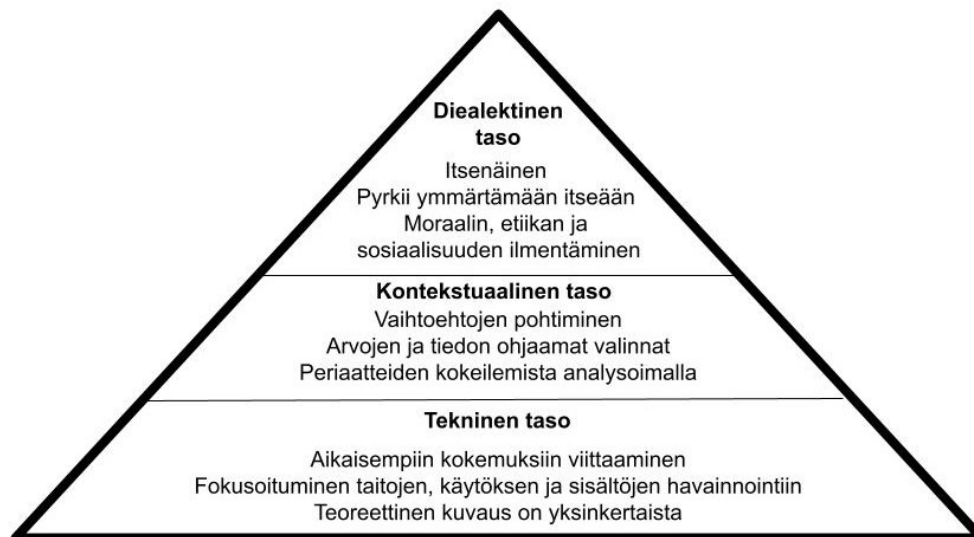 Diealektinen
taso
Itsenäinen
Pyrkii ymmärtämään itseään
Moraalin, etiikan ja
sosiaalisuuden ilmentäminen
Kontekstuaalinen taso
Vaihtoehtojen pohtiminen
Arvojen ja tiedon ohjaamat valinnat
Periaatteiden kokeilemista analysoimalla
Tekninen taso
Aikaisempiin kokemuksiin viittaaminen
Fokusoituminen taitojen, käytöksen ja sisältöjen havainnointiin
Teoreettinen kuvaus on yksinkertaista